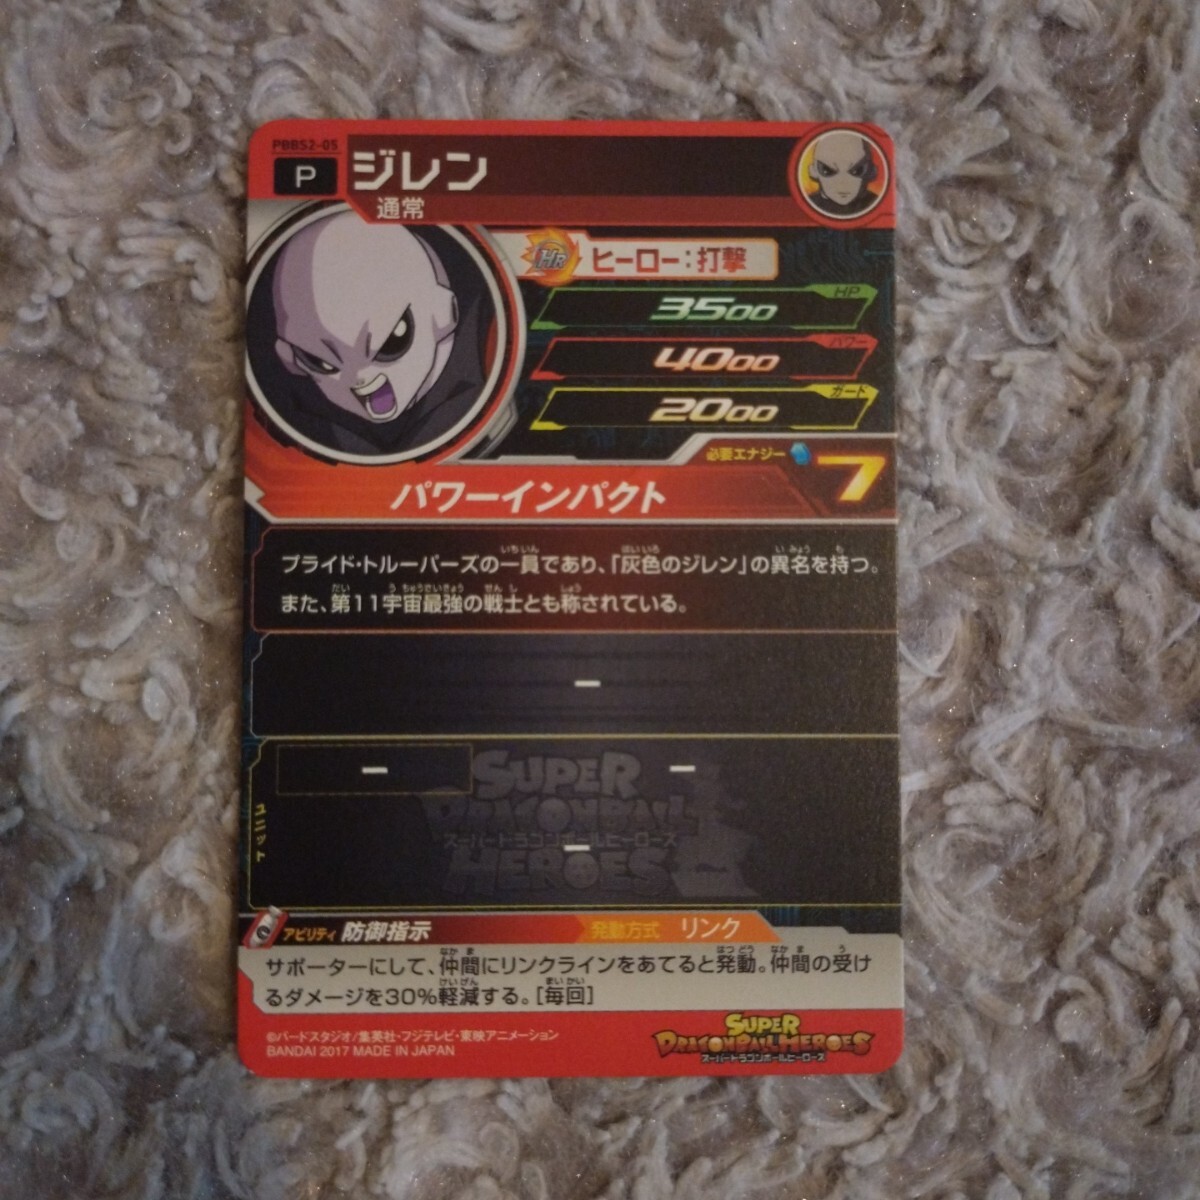 PBBS2-05
P
ジレン
通常
HR
ヒーロー:打撃
HP
3500
パワー
4000
ガード
2000
必要エナジー
7
パワーインパクト
プライド・トルーパーズの一員であり、「灰色のジレン」の異名を持つ。
また、第11宇宙最強の戦士とも称されている。
ー
ユニット
ー
ー
ー
SUPER
DRAGONBALL
スーパードラゴンボールヒーローズ
HEROES
アビリティ 防御指示 発動方式 リンク
サポーターにして、仲間にリンクラインをあてると発動。仲間の受け
るダメージを30%軽減する。[毎回]
©バードスタジオ/集英社・フジテレビ・東映アニメーション
BANDAI 2017 MADE IN JAPAN
SUPER
DRAGONBALL HEROES
スーパードラゴンボールヒーローズ